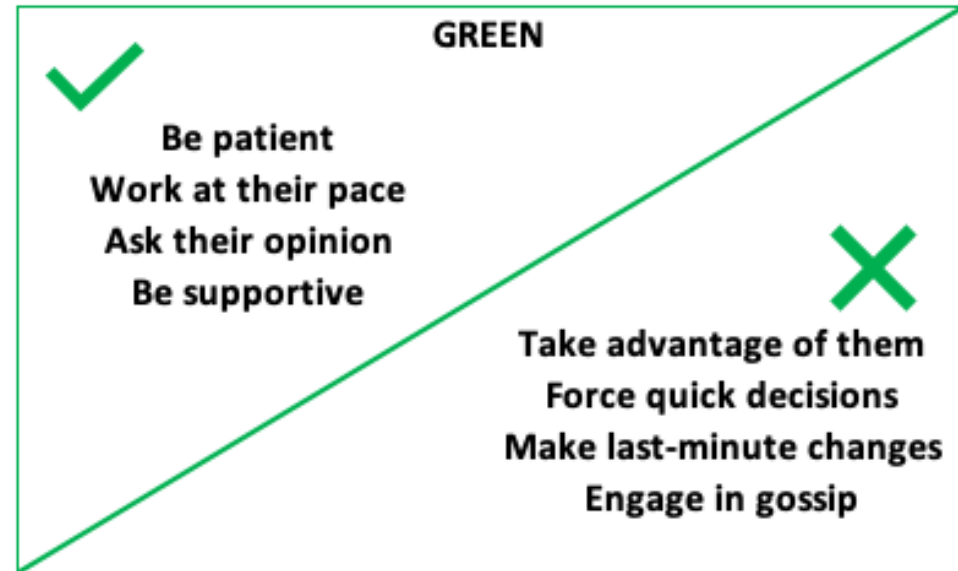 GREEN
Be patient
Work at their pace
Ask their opinion
Be supportive
Take advantage of them
Force quick decisions
Make last-minute changes
Engage in gossip